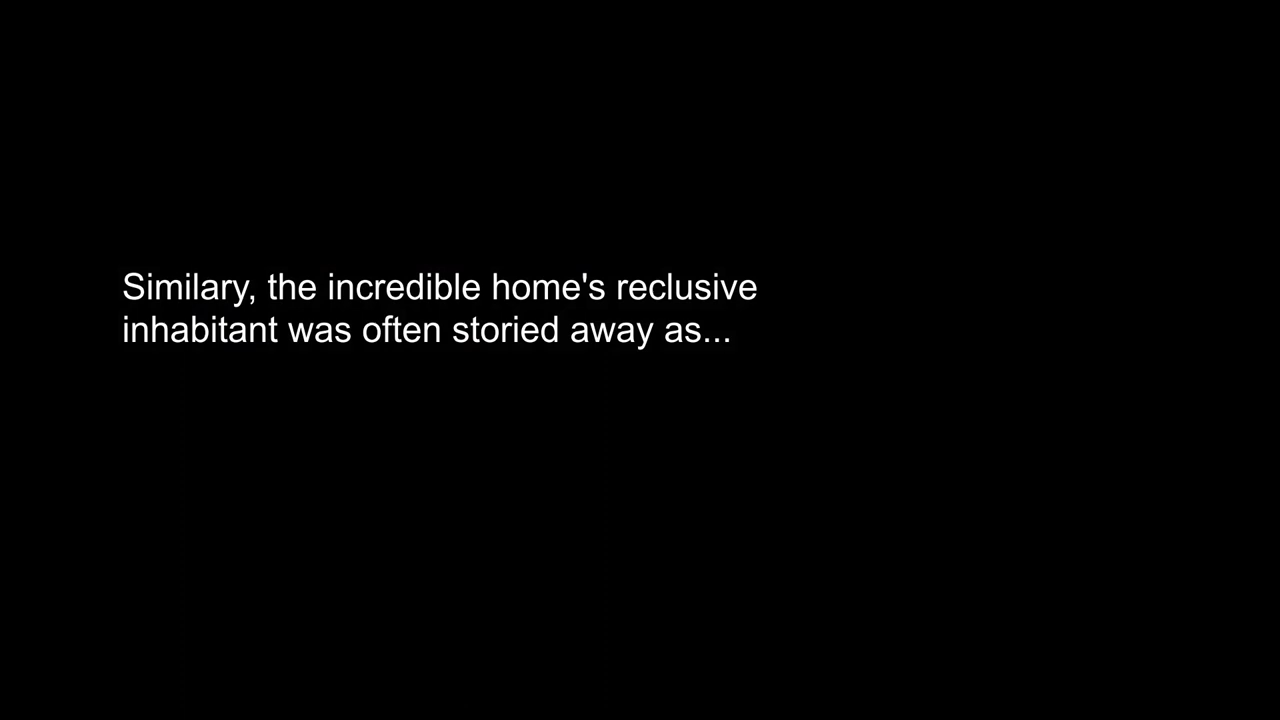 Similary, the incredible home's reclusive
inhabitant was often storied away as...